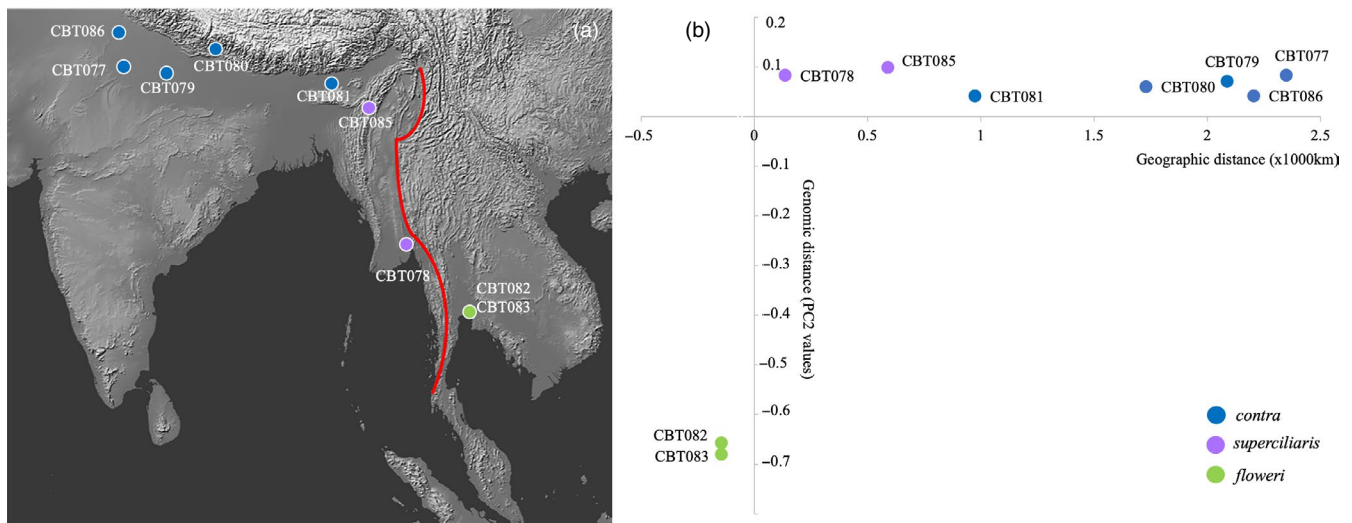 (a)
CBT086
CBT077
CBT079
CBT080
CBT081
CBT085
CBT078
CBT082
CBT083
(b)
0.2
0.1
−0.1
−0.2
−0.3
−0.4
−0.5
−0.6
−0.7
−0.5
0
0.5
1
1.5
2
2.5
Geographic distance (x1000km)
Genomic distance (PC2 values)
CBT078
CBT085
CBT081
CBT080
CBT079
CBT077
CBT086
CBT082
CBT083
contra
superciliaris
floweri